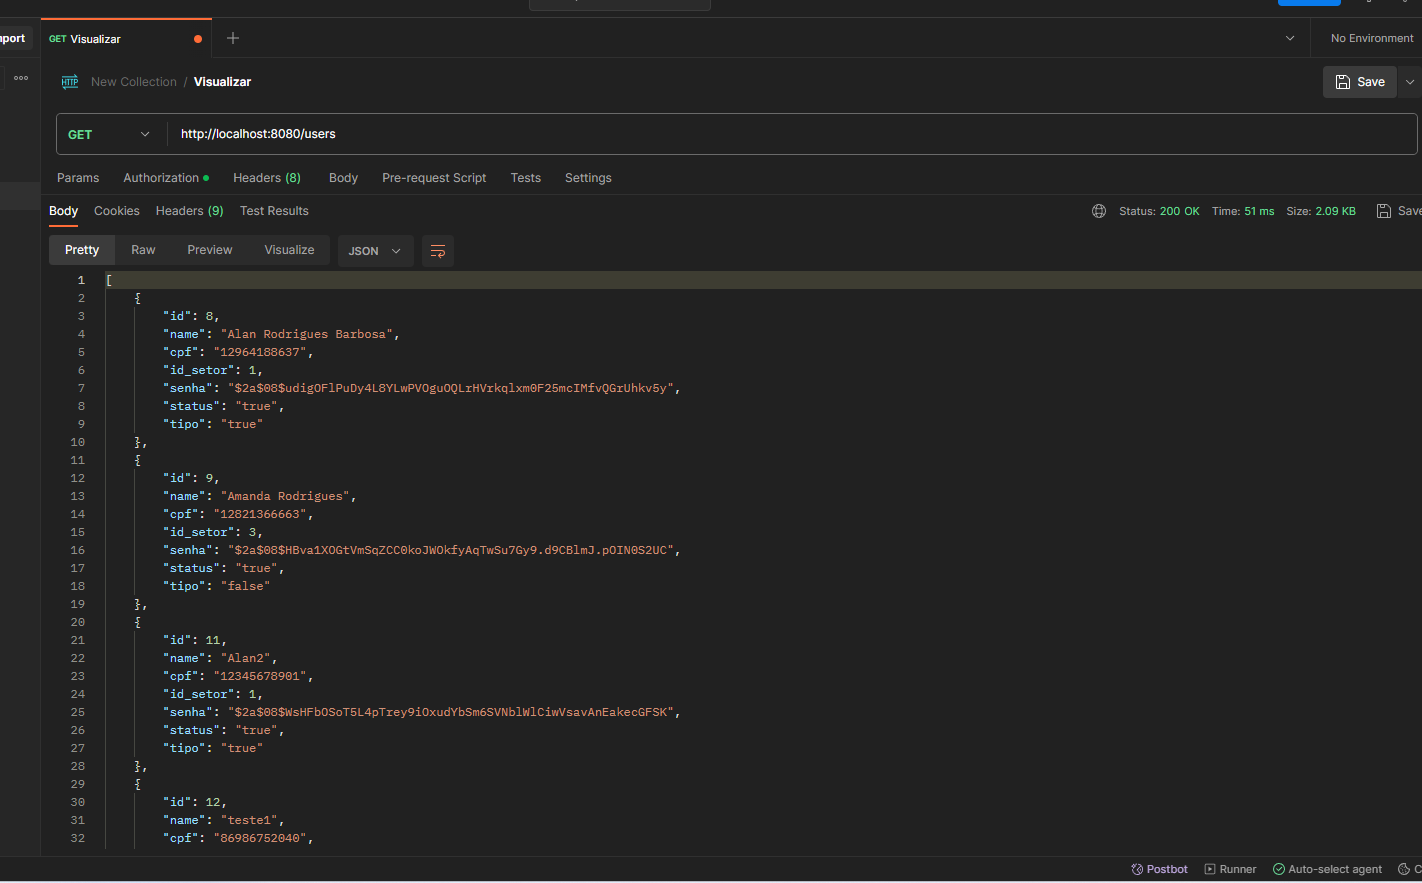 port
GET Visualizar
No Environment
New Collection / Visualizar
Save
GET http://localhost:8080/users
Params Authorization Headers (8) Body Pre-request Script Tests Settings
Body Cookies Headers (9) Test Results Status: 200 OK Time: 51 ms Size: 2.09 KB Save
Pretty Raw Preview Visualize JSON
1 [
2 {
3 "id": 8,
4 "name": "Alan Rodrigues Barbosa",
5 "cpf": "12964188637",
6 "id_setor": 1,
7 "senha": "$2a$08$udigOFlPuDy4L8YLwPVOguOQLrHVrkqlxm0F25mcIMfvQGrUhkv5y",
8 "status": "true",
9 "tipo": "true"
10 },
11 {
12 "id": 9,
13 "name": "Amanda Rodrigues",
14 "cpf": "12821366663",
15 "id_setor": 3,
16 "senha": "$2a$08$HBva1XOGtVmSqZCC0koJWOkfyAqTwSu7Gy9.d9CBlmJ.pOIN0S2UC",
17 "status": "true",
18 "tipo": "false"
19 },
20 {
21 "id": 11,
22 "name": "Alan2",
23 "cpf": "12345678901",
24 "id_setor": 1,
25 "senha": "$2a$08$WsHFbOSoT5L4pTrey9iOxudYbSm6SVNblWlCiwVsavAnEakecGFSK",
26 "status": "true",
27 "tipo": "true"
28 },
29 {
30 "id": 12,
31 "name": "teste1",
32 "cpf": "86986752040",
Postbot Runner Auto-select agent C